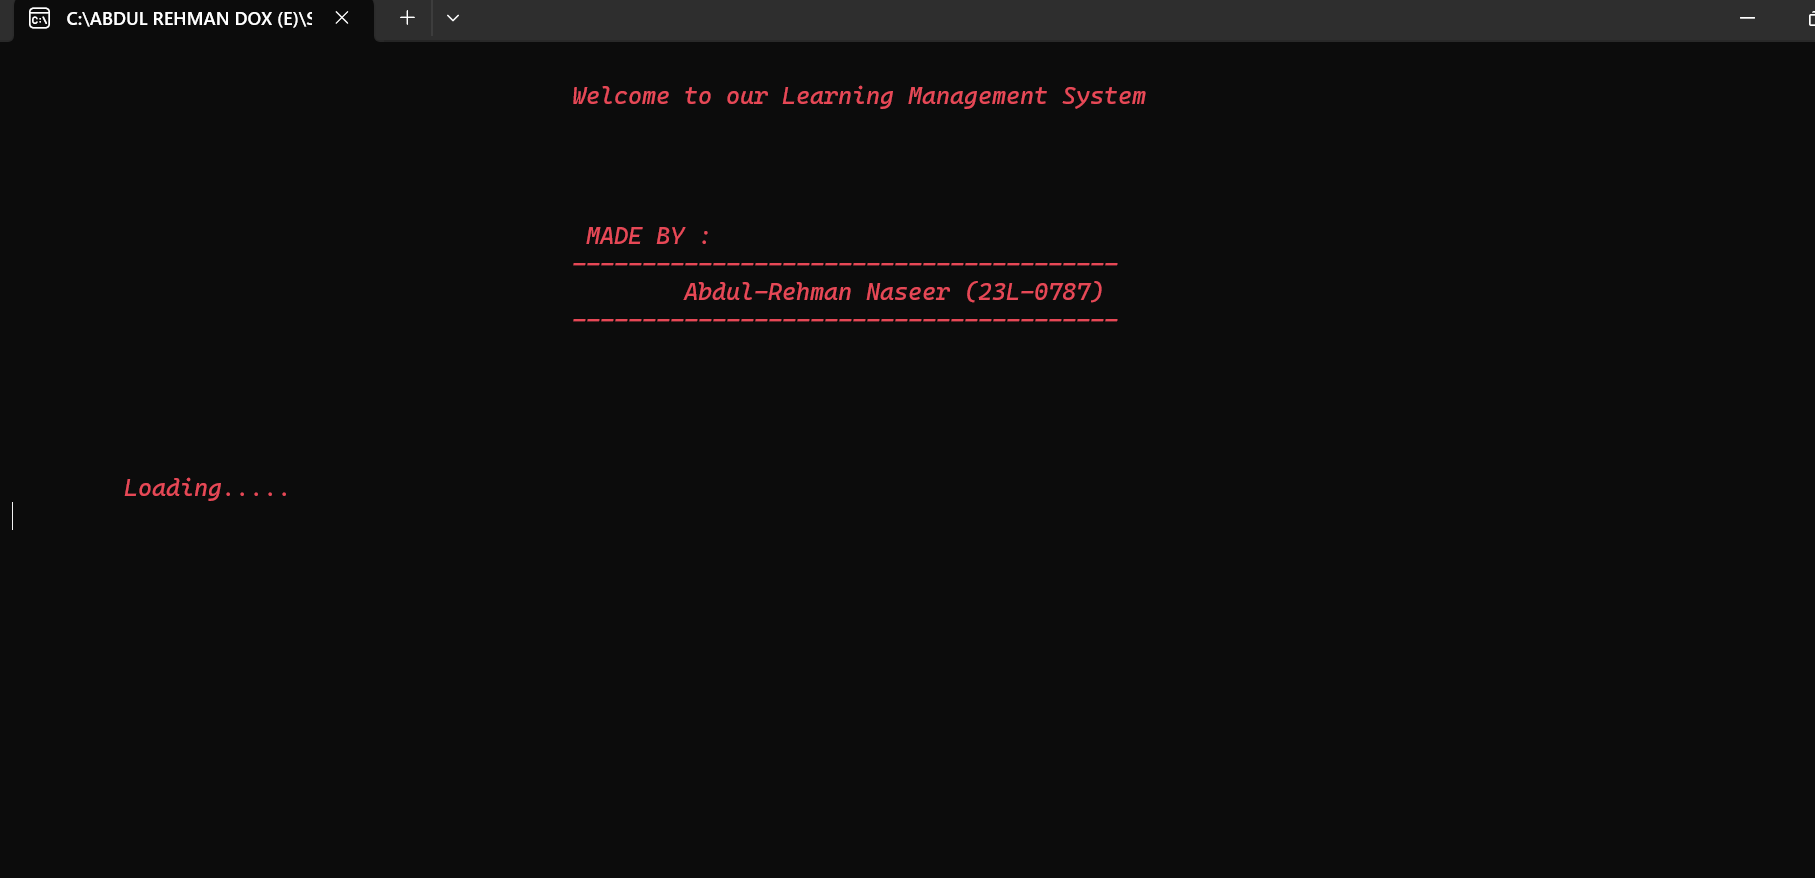 C:\ABDUL REHMAN DOX (E)\S
Welcome to our Learning Management System
MADE BY :
---------------------------------------
Abdul-Rehman Naseer (23L-0787)
---------------------------------------
Loading.....